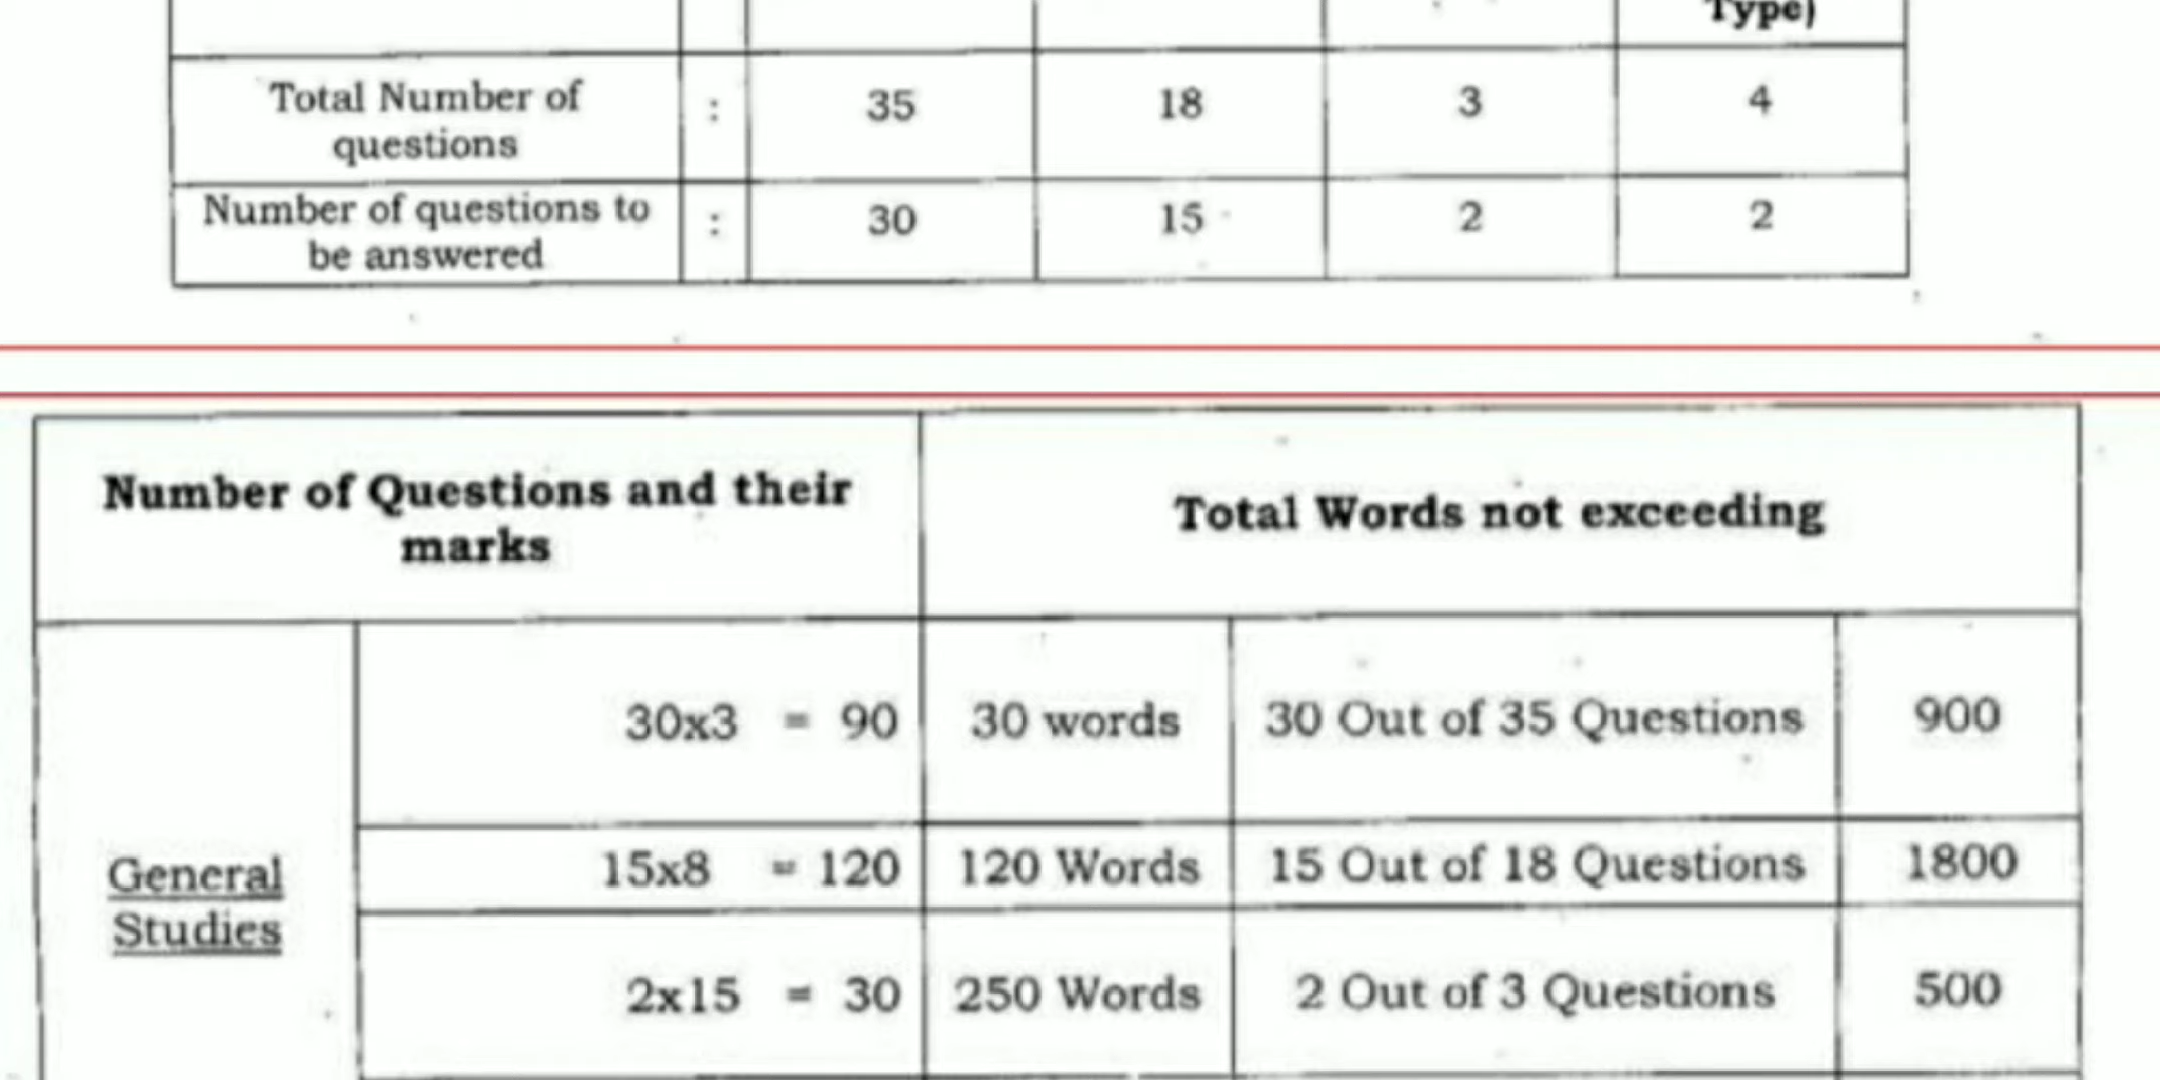 Type)
Total Number of
questions
: 35 18 3 4
Number of questions to
be answered
: 30 15 2 2
Number of Questions and their
marks
Total Words not exceeding
General
Studies
30x3 = 90 30 words 30 Out of 35 Questions 900
15x8 = 120 120 Words 15 Out of 18 Questions 1800
2x15 = 30 250 Words 2 Out of 3 Questions 500